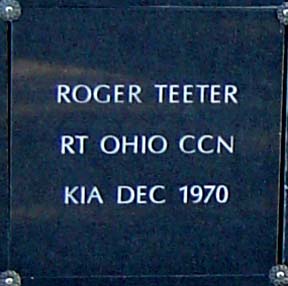 ROGER TEETER
RT OHIO CCN
KIA DEC 1970